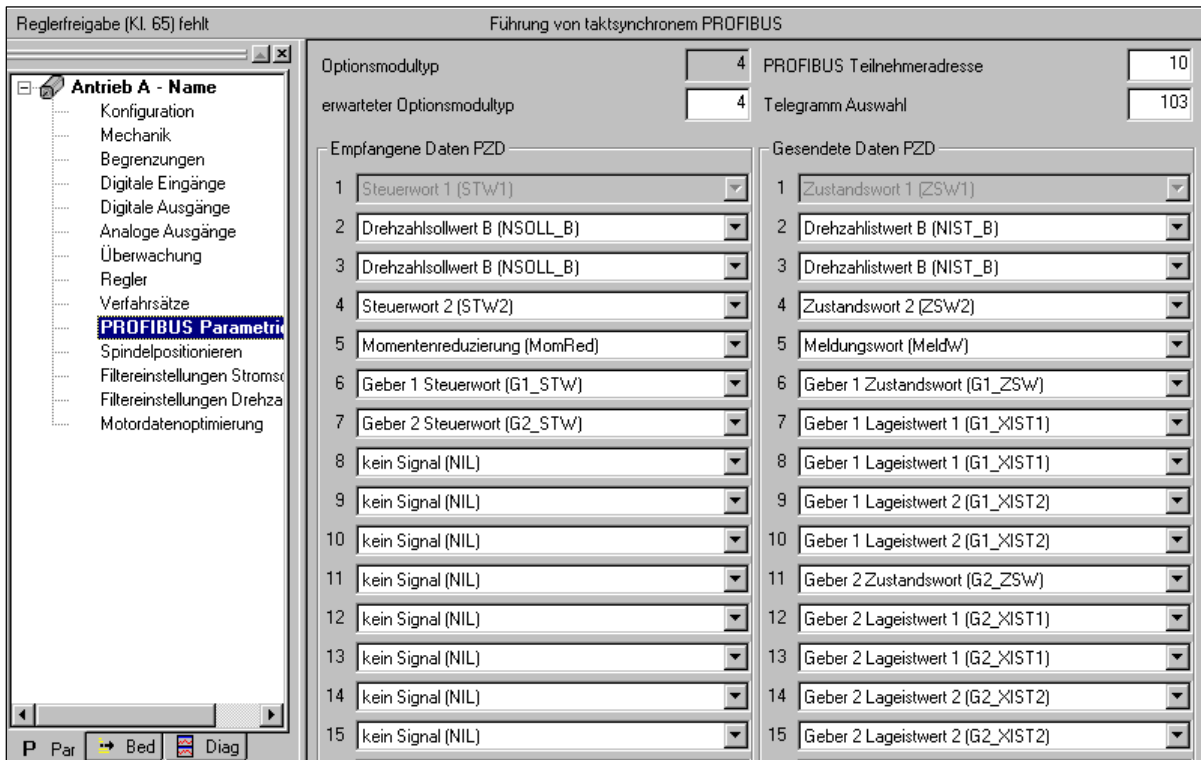 Reglerfreigabe (Kl. 65) fehlt Führung von taktsynchronem PROFIBUS
Antrieb A - Name
Konfiguration
Mechanik
Begrenzungen
Digitale Eingänge
Digitale Ausgänge
Analoge Ausgänge
Überwachung
Regler
Verfahrsätze
PROFIBUS Parametrie
Spindelpositionieren
Filtereinstellungen Stromso
Filtereinstellungen Drehza
Motordatenoptimierung
P Par Bed Diag
Optionsmodultyp 4 PROFIBUS Teilnehmeradresse 10
erwarteter Optionsmodultyp 4 Telegramm Auswahl 103
Empfangene Daten PZD
1 Steuerwort 1 (STW1)
2 Drehzahlsollwert B (NSOLL_B)
3 Drehzahlsollwert B (NSOLL_B)
4 Steuerwort 2 (STW2)
5 Momentenreduzierung (MomRed)
6 Geber 1 Steuerwort (G1_STW)
7 Geber 2 Steuerwort (G2_STW)
8 kein Signal (NIL)
9 kein Signal (NIL)
10 kein Signal (NIL)
11 kein Signal (NIL)
12 kein Signal (NIL)
13 kein Signal (NIL)
14 kein Signal (NIL)
15 kein Signal (NIL)
Gesendete Daten PZD
1 Zustandswort 1 (ZSW1)
2 Drehzahlistwert B (NIST_B)
3 Drehzahlistwert B (NIST_B)
4 Zustandswort 2 (ZSW2)
5 Meldungswort (MeldW)
6 Geber 1 Zustandswort (G1_ZSW)
7 Geber 1 Lageistwert 1 (G1_XIST1)
8 Geber 1 Lageistwert 1 (G1_XIST1)
9 Geber 1 Lageistwert 2 (G1_XIST2)
10 Geber 1 Lageistwert 2 (G1_XIST2)
11 Geber 2 Zustandswort (G2_ZSW)
12 Geber 2 Lageistwert 1 (G2_XIST1)
13 Geber 2 Lageistwert 1 (G2_XIST1)
14 Geber 2 Lageistwert 2 (G2_XIST2)
15 Geber 2 Lageistwert 2 (G2_XIST2)